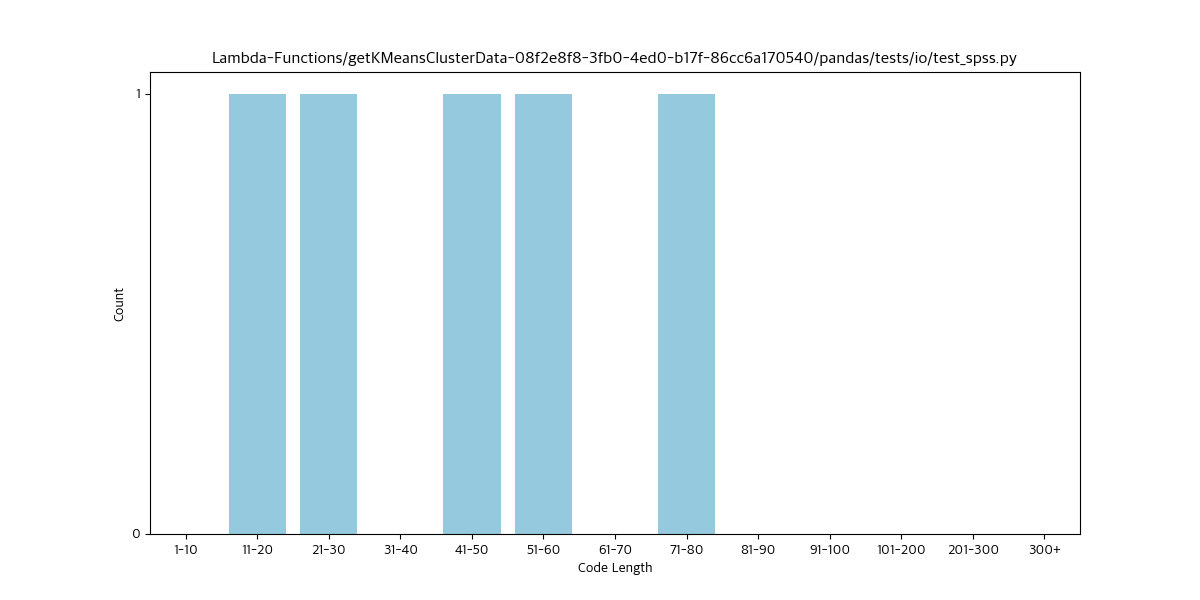 Lambda-Functions/getKMeansClusterData-08f2e8f8-3fb0-4ed0-b17f-86cc6a170540/pandas/tests/io/test_spss.py
1
Count
0
1-10 11-20 21-30 31-40 41-50 51-60 61-70 71-80 81-90 91-100 101-200 201-300 300+
Code Length